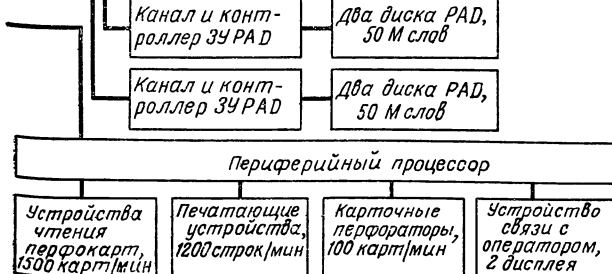 Канал и конт-
роллер ЗУ PAD
Два диска PAD,
50 М слов
Канал и конт-
роллер ЗУ PAD
Два диска PAD,
50 М слов
Периферийный процессор
Устройства
чтения
перфокарт,
1500 карт/мин
Печатающие
устройства,
1200 строк/мин
Карточные
перфораторы,
100 карт/мин
Устройство
связи с
оператором,
2 дисплея